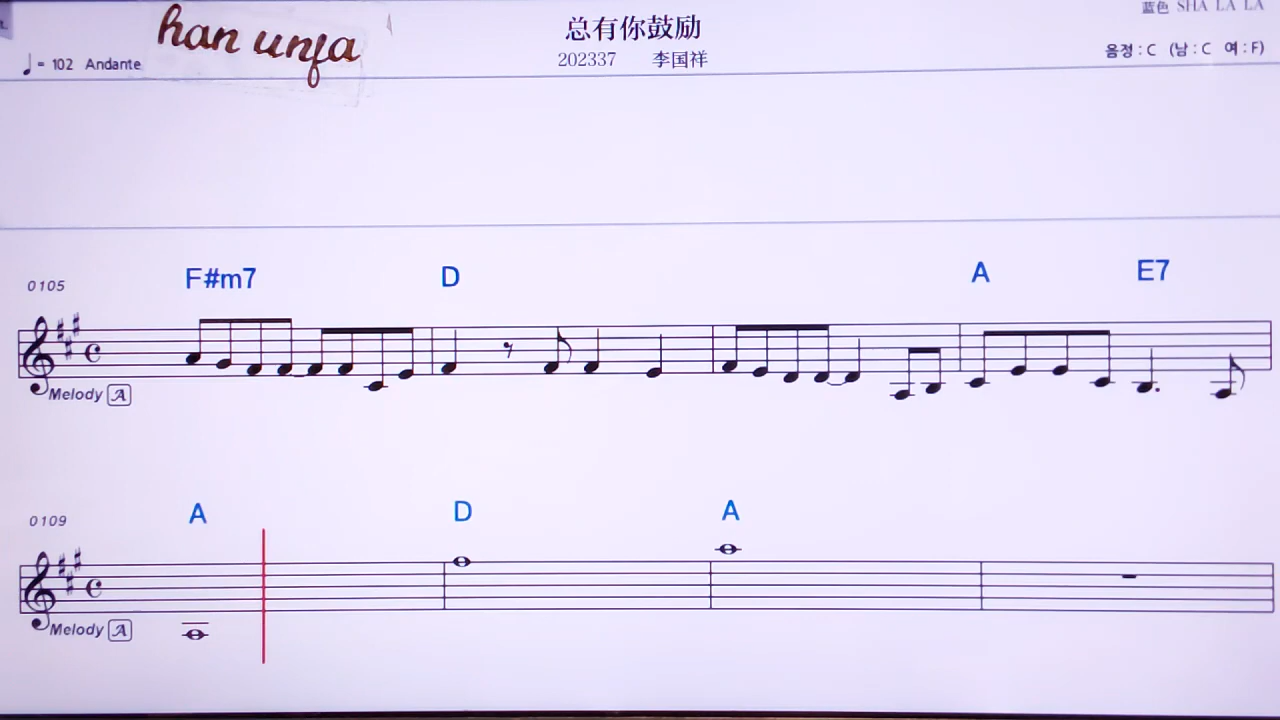 蓝色 SHA LA LA
han unfa
总有你鼓励
= 102 Andante
202337 李国祥
음정 : C (남 : C 여 : F)
0105
F#m7 D A E7
Melody A
0109
A D A
Melody A